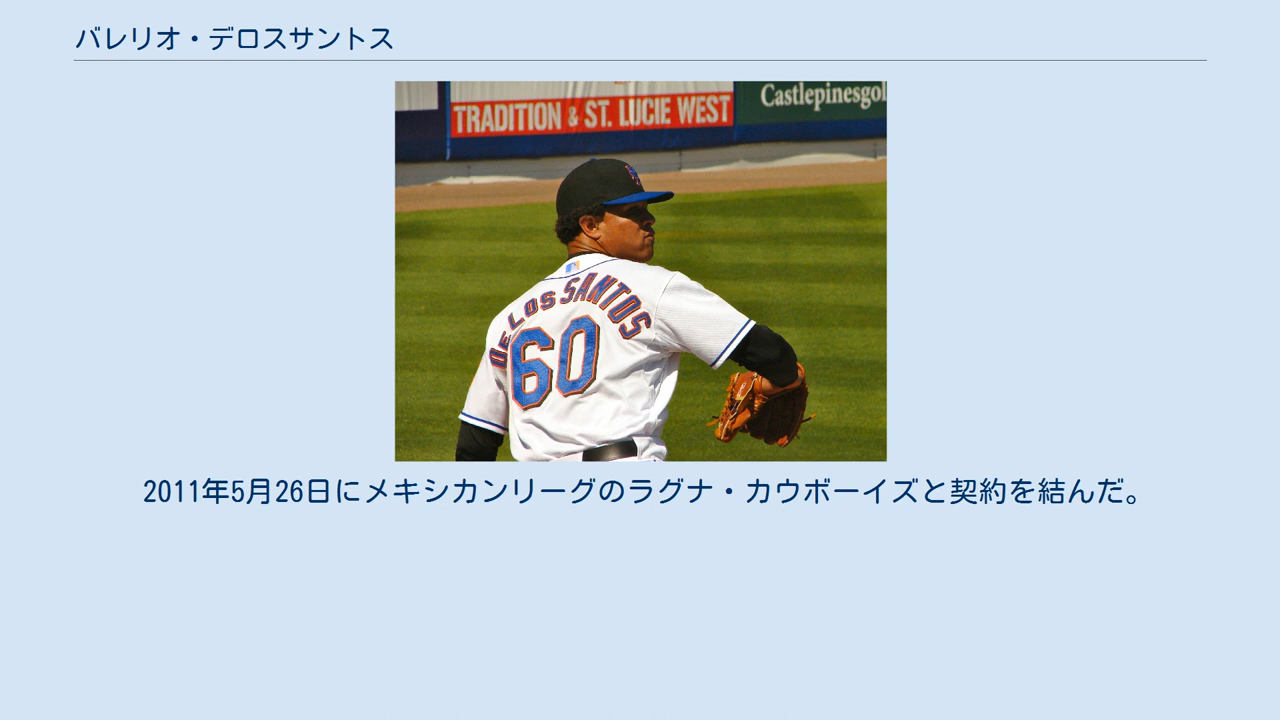 バレリオ・デロスサントス
TRADITION & ST. LUCIE WEST
Castlepinesgol
DE LOS SANTOS
60
2011年5月26日にメキシカンリーグのラグナ・カウボーイズと契約を結んだ。